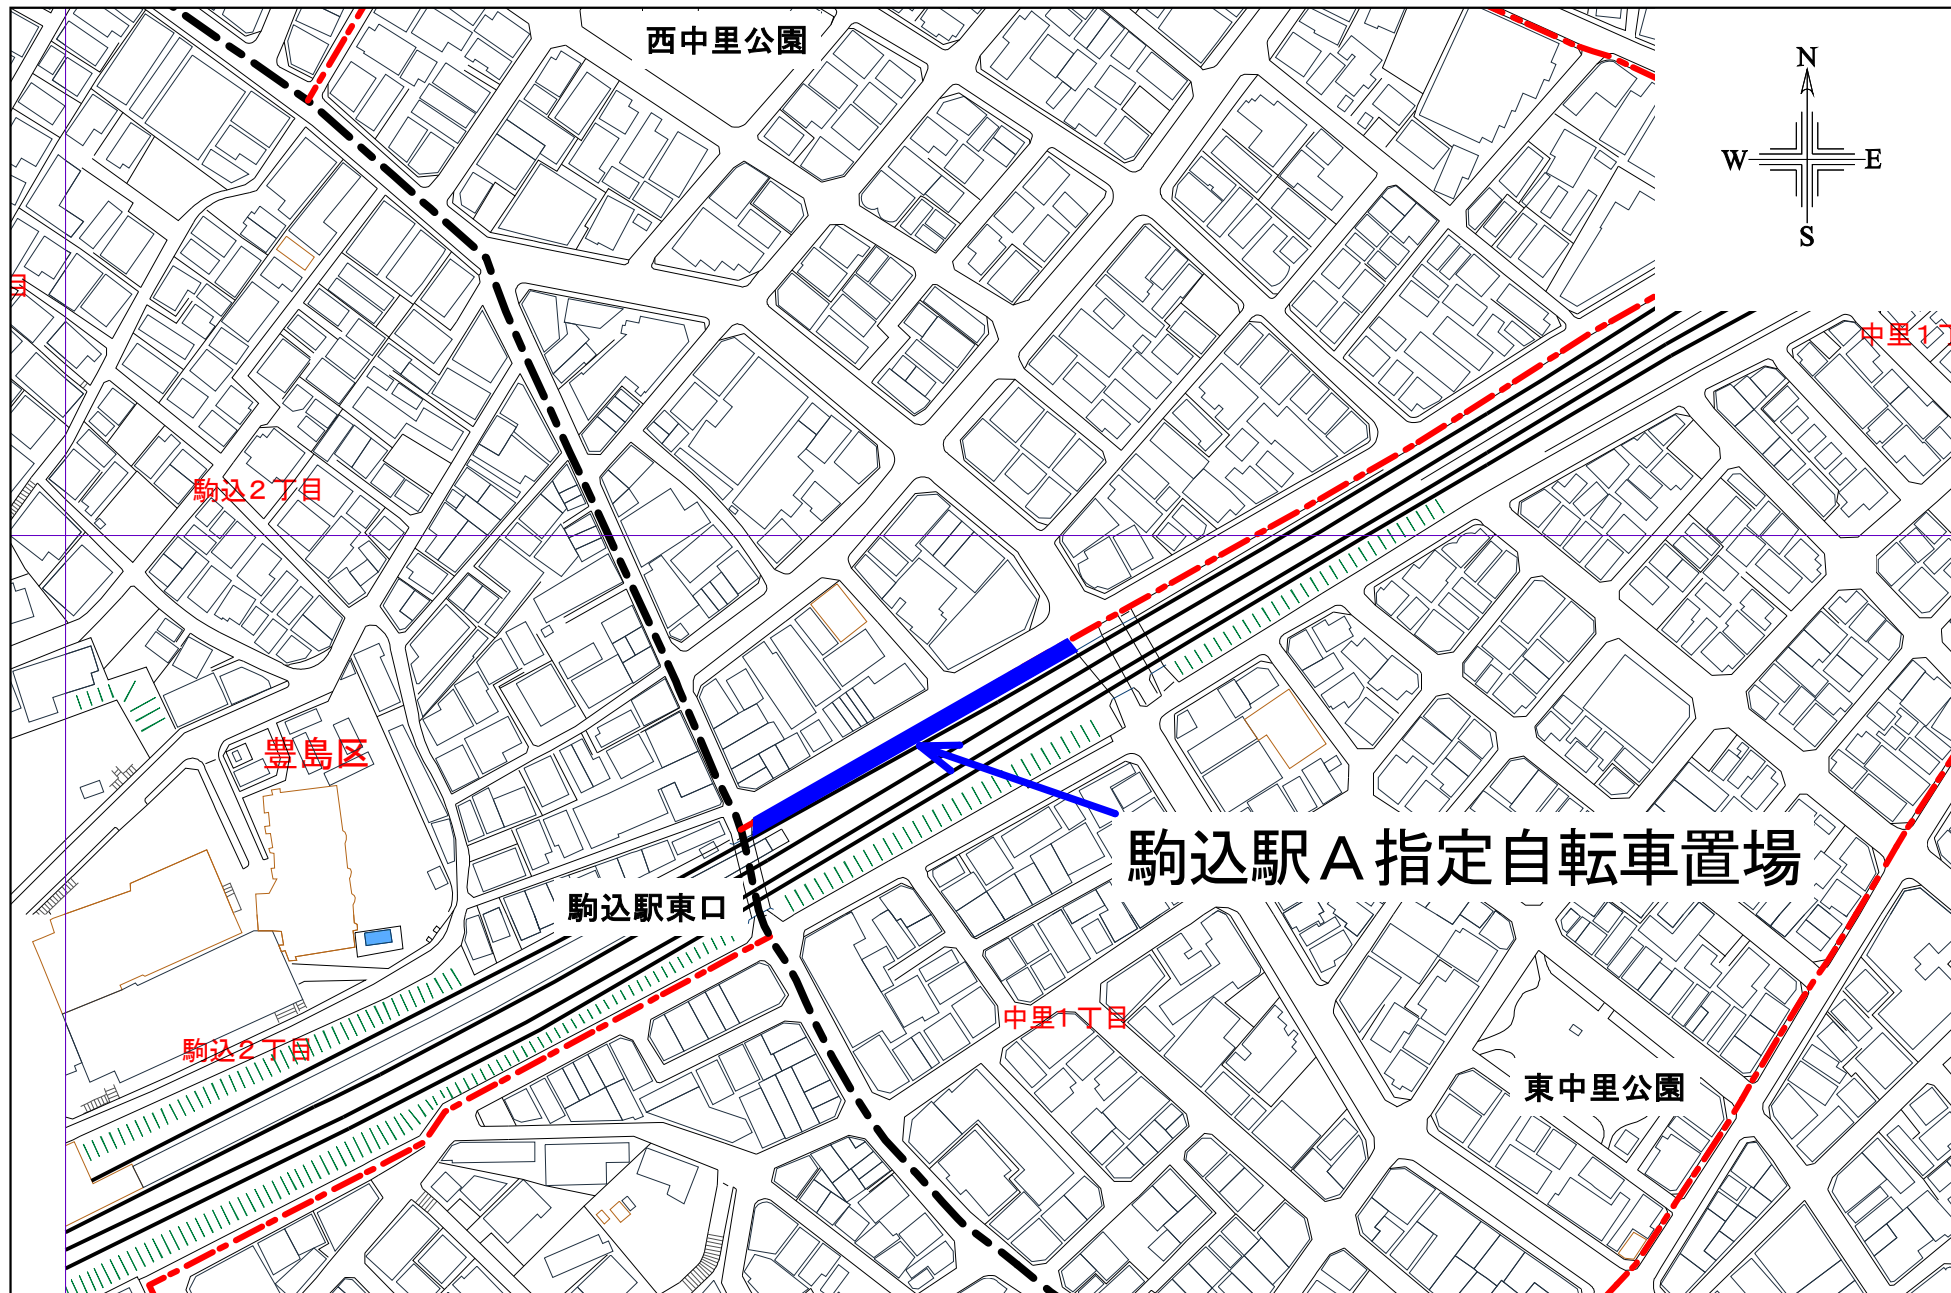 西中里公園
N
W
E
S
目
中里1丁
駒込2丁目
豊島区
駒込駅A指定自転車置場
駒込駅東口
中里1丁目
駒込2丁目
東中里公園